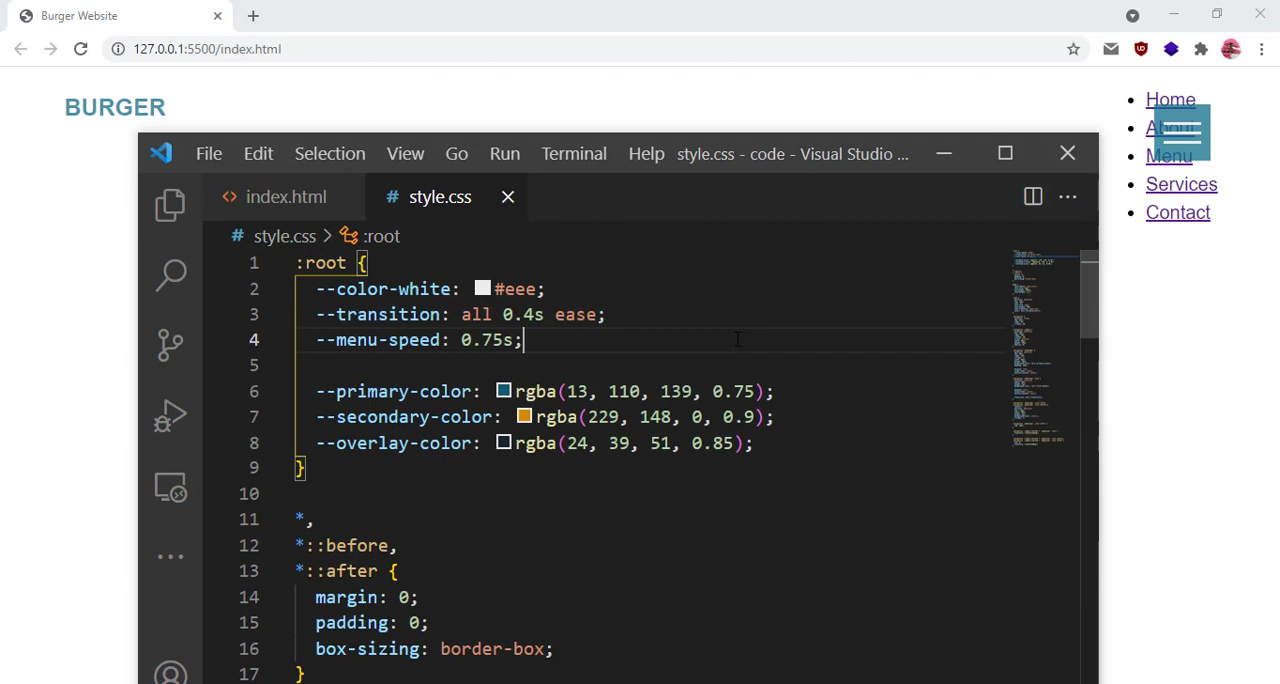 Burger Website
127.0.0.1:5500/index.html
BURGER
Home
About
Menu
Services
Contact
File Edit Selection View Go Run Terminal Help style.css - code - Visual Studio ...
<> index.html # style.css
# style.css > :root
1 :root {
2 --color-white: #eee;
3 --transition: all 0.4s ease;
4 --menu-speed: 0.75s;
5
6 --primary-color: rgba(13, 110, 139, 0.75);
7 --secondary-color: rgba(229, 148, 0, 0.9);
8 --overlay-color: rgba(24, 39, 51, 0.85);
9 }
10
11 *,
12 *::before,
13 *::after {
14 margin: 0;
15 padding: 0;
16 box-sizing: border-box;
17 }